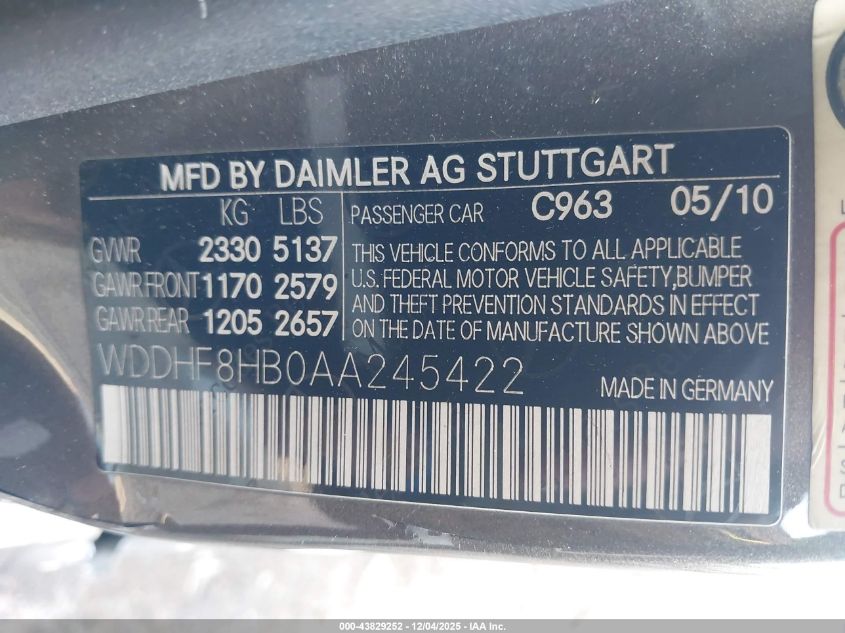 MFD BY DAIMLER AG STUTTGART
KG LBS
PASSENGER CAR C963 05/10
GVWR 2330 5137
GAWR FRONT 1170 2579
GAWR REAR 1205 2657
THIS VEHICLE CONFORMS TO ALL APPLICABLE
U.S. FEDERAL MOTOR VEHICLE SAFETY,BUMPER
AND THEFT PREVENTION STANDARDS IN EFFECT
ON THE DATE OF MANUFACTURE SHOWN ABOVE
WDDHF8HB0AA245422
MADE IN GERMANY
000-43829252 - 12/04/2025 - IAA Inc.